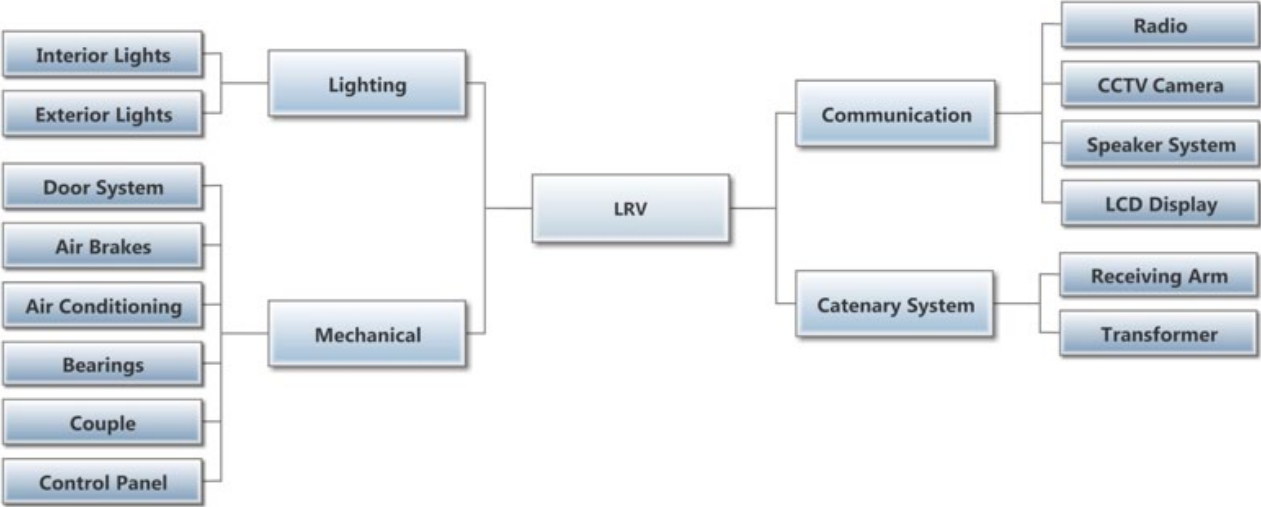 Interior Lights
Exterior Lights
Lighting
Door System
Air Brakes
Air Conditioning
Bearings
Couple
Control Panel
Mechanical
LRV
Communication
Radio
CCTV Camera
Speaker System
LCD Display
Catenary System
Receiving Arm
Transformer